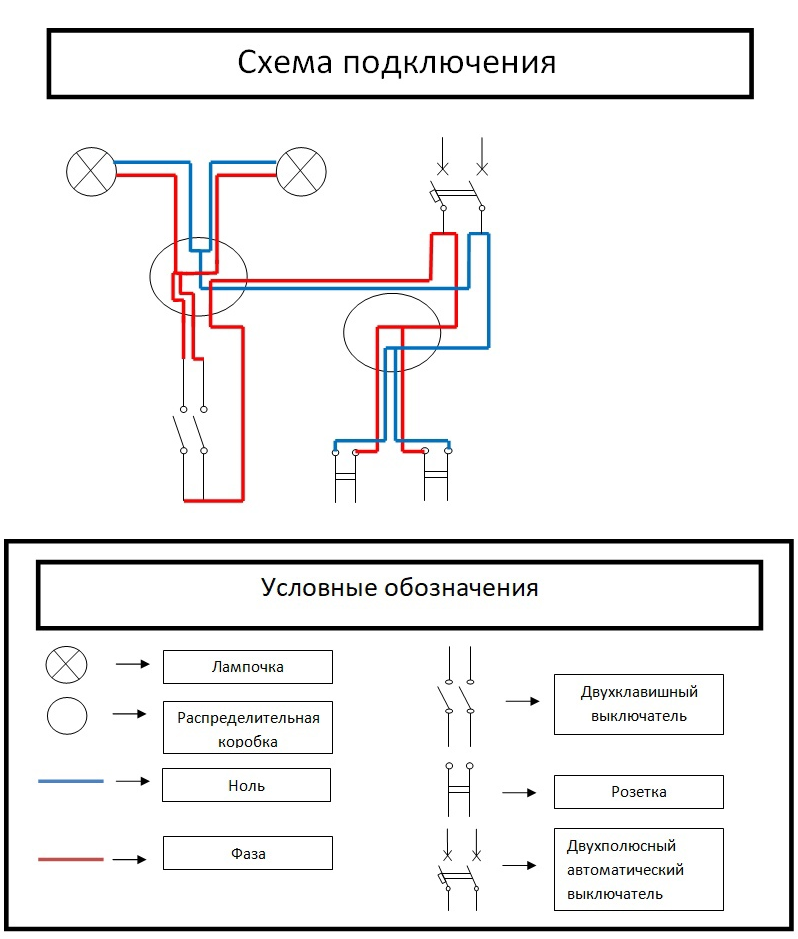 Схема подключения
Условные обозначения
Лампочка
Распределительная
коробка
Ноль
Фаза
Двухклавишный
выключатель
Розетка
Двухполюсный
автоматический
выключатель